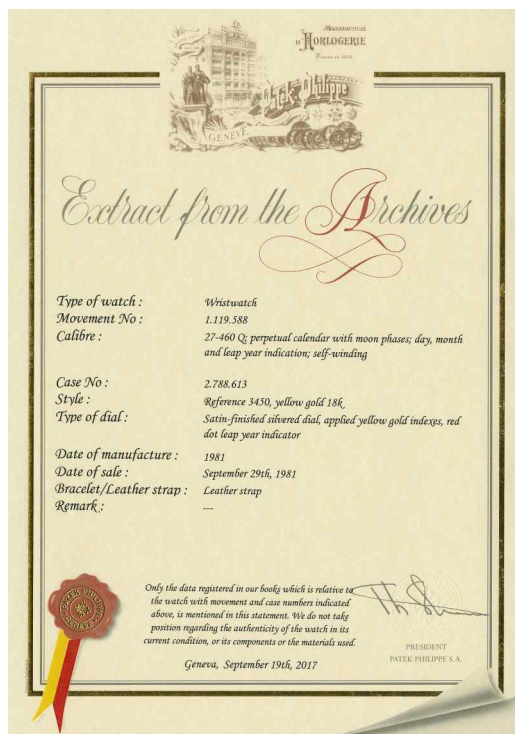 MANUFACTURE
D'HORLOGERIE
Patek Philippe
GENÈVE
Extract from the Archives
Type of watch : Wristwatch
Movement No : 1.119.588
Calibre : 27-460 Q; perpetual calendar with moon phases; day, month
and leap year indication; self-winding
Case No : 2.788.613
Style : Reference 3450, yellow gold 18k
Type of dial : Satin-finished silvered dial, applied yellow gold indexes, red
dot leap year indicator
Date of manufacture : 1981
Date of sale : September 29th, 1981
Bracelet/Leather strap : Leather strap
Remark : ---
Only the data registered in our books which is relative to
the watch with movement and case numbers indicated
above, is mentioned in this statement. We do not take
position regarding the authenticity of the watch in its
current condition, or its components or the materials used.
Geneva, September 19th, 2017
PRESIDENT
PATEK PHILIPPE S.A.
PATEK PHILIPPE
GENEVE